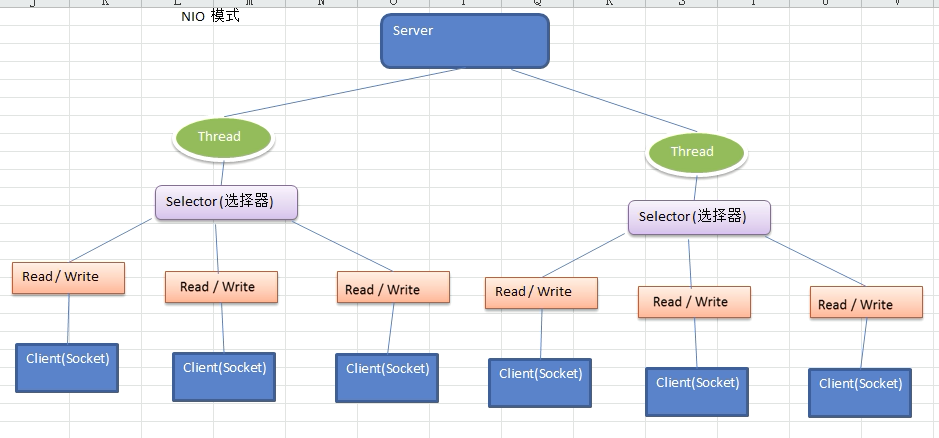 NIO 模式
Server
Thread
Thread
Selector(选择器)
Selector(选择器)
Read / Write
Read / Write
Read / Write
Read / Write
Read / Write
Read / Write
Client(Socket)
Client(Socket)
Client(Socket)
Client(Socket)
Client(Socket)
Client(Socket)